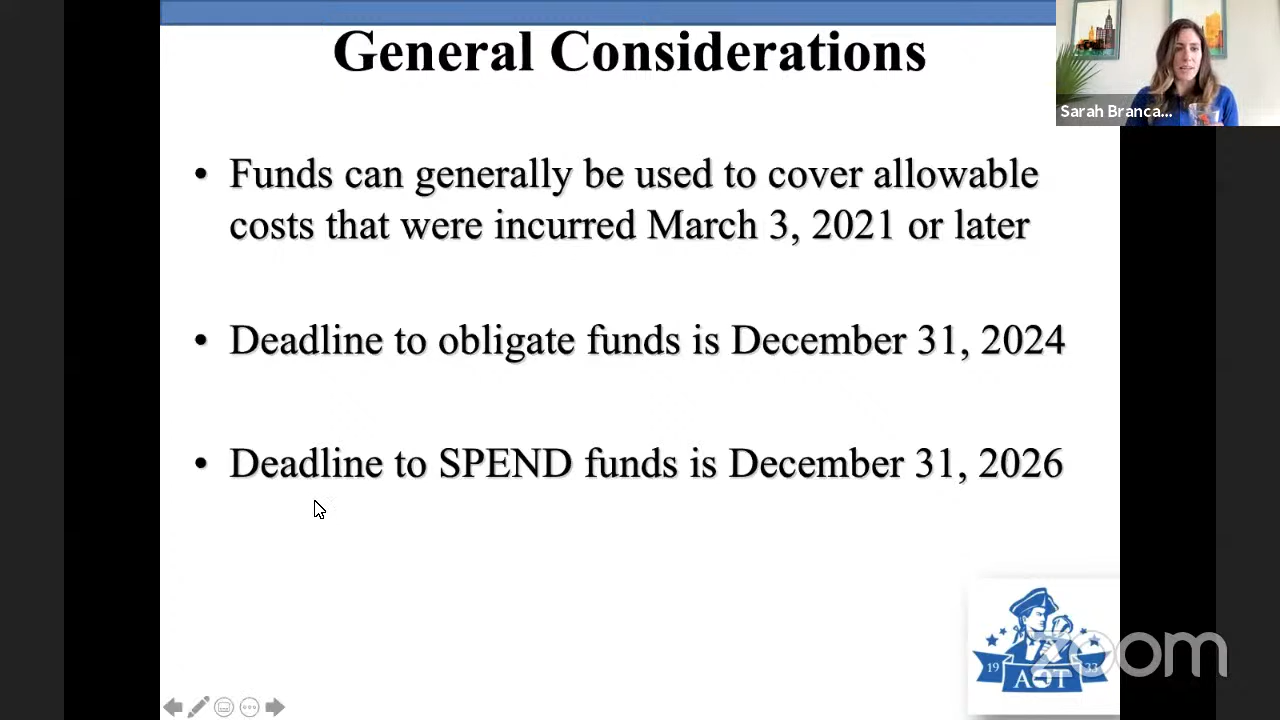 General Considerations
Sarah Branca...
• Funds can generally be used to cover allowable
costs that were incurred March 3, 2021 or later
• Deadline to obligate funds is December 31, 2024
• Deadline to SPEND funds is December 31, 2026
19 33
AOT
zoom